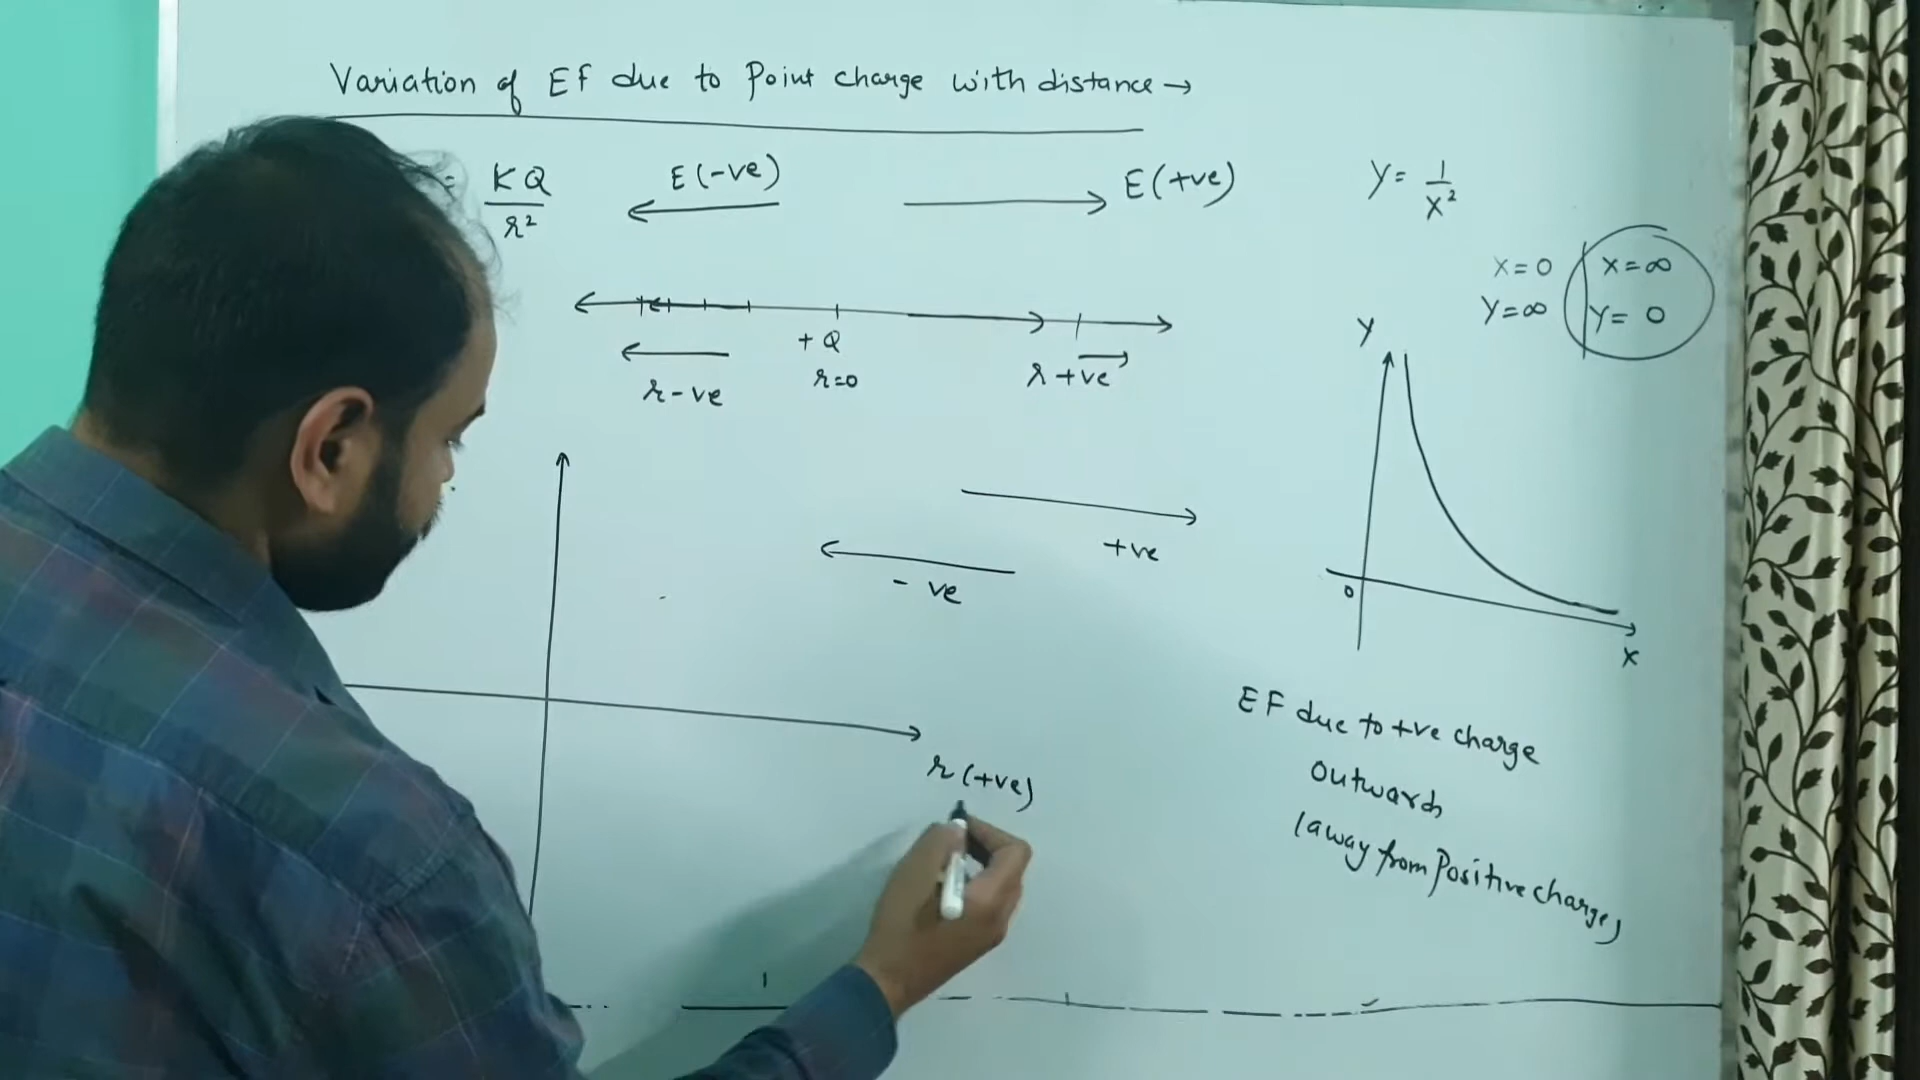 Variation of EF due to Point charge with distance →
= KQ / r²
E (-ve)
E (+ve)
Y = 1 / x²
x = 0
Y = ∞
x = ∞
Y = 0
+Q
r=0
r -ve
r +ve
Y
0
x
+ve
- ve
r (+ve)
EF due to +ve charge
Outwards
(away from Positive charge)